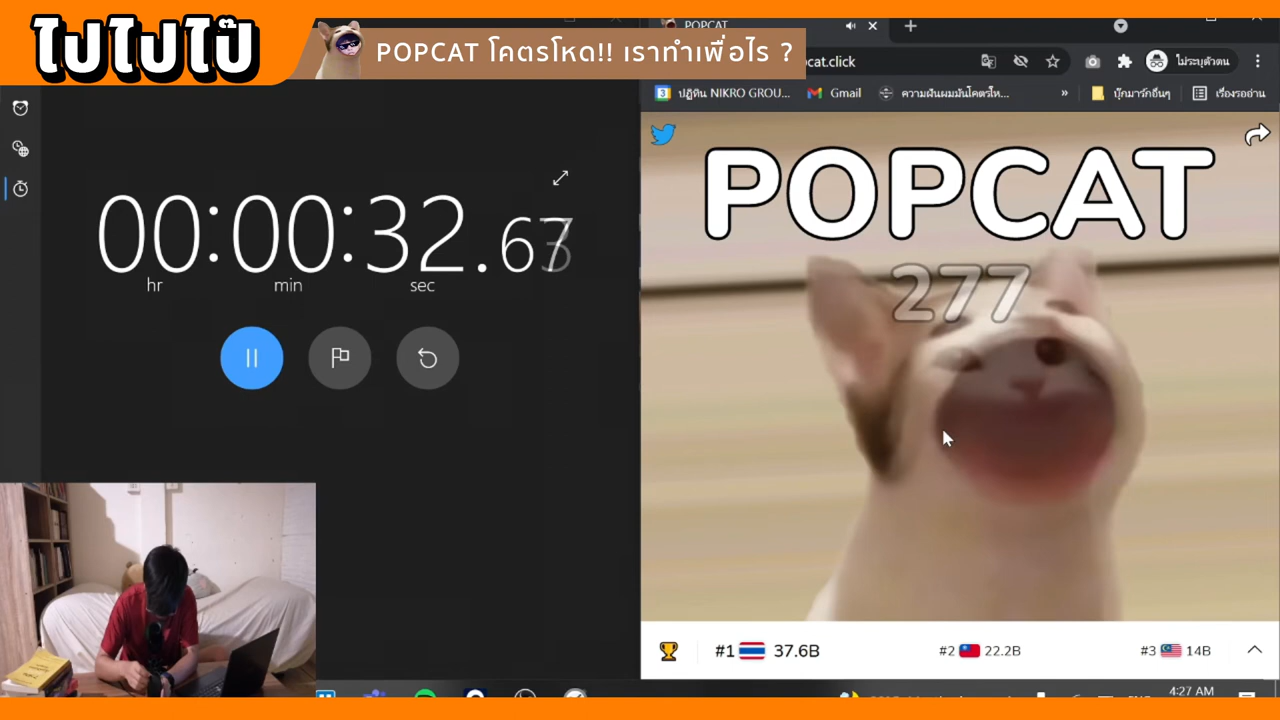 ไปไปไป๊
POPCAT โคตรโหด!! เราทำเพื่อไร ?
POPCAT
cat.click
ไม่ระบุตัวตน
3
ปฏิทิน NIKRO GROU...
Gmail
ความฝันผมมันโคตรให...
»
บุ๊กมาร์กอื่นๆ
เรื่องรออ่าน
00:00:32.67
hr
min
sec
POPCAT
277
#1 37.6B
#2 22.2B
#3 14B
4:27 AM